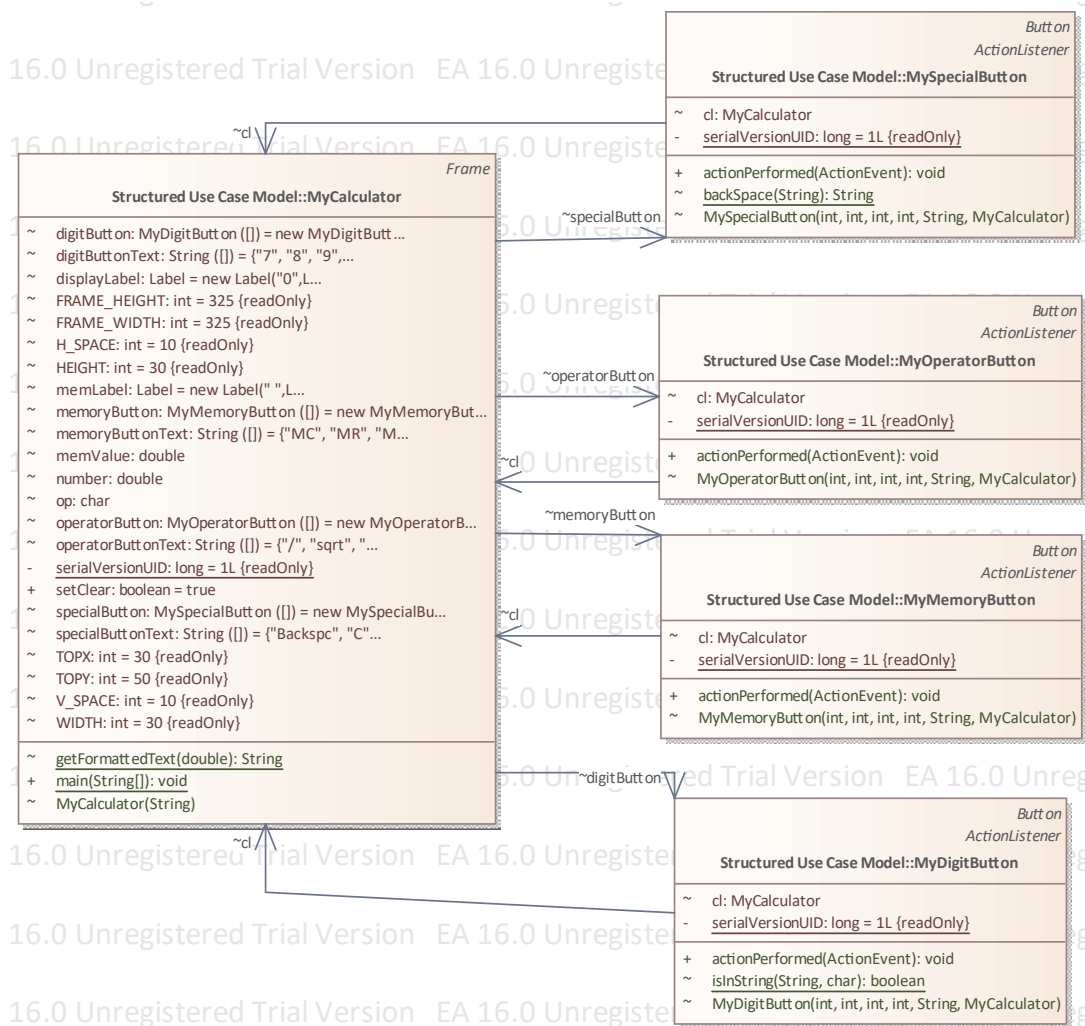 16.0 Unregistered Trial Version EA 16.0 Unregiste
16.0 Unregistered Trial Version EA 16.0 Unregiste
Button
ActionListener
Structured Use Case Model::MySpecialButton
~ cl: MyCalculator
- serialVersionUID: long = 1L {readOnly}
+ actionPerformed(ActionEvent): void
~ backSpace(String): String
~ MySpecialButton(int, int, int, int, String, MyCalculator)
~cl
~specialButton
Frame
Structured Use Case Model::MyCalculator
~ digitButton: MyDigitButton ([]) = new MyDigitButt...
~ digitButtonText: String ([]) = {"7", "8", "9",...
~ displayLabel: Label = new Label("0",L...
~ FRAME_HEIGHT: int = 325 {readOnly}
~ FRAME_WIDTH: int = 325 {readOnly}
~ H_SPACE: int = 10 {readOnly}
~ HEIGHT: int = 30 {readOnly}
~ memLabel: Label = new Label(" ",L...
~ memoryButton: MyMemoryButton ([]) = new MyMemoryBut...
~ memoryButtonText: String ([]) = {"MC", "MR", "M...
~ memValue: double
~ number: double
~ op: char
~ operatorButton: MyOperatorButton ([]) = new MyOperatorB...
~ operatorButtonText: String ([]) = {"/", "sqrt", "...
- serialVersionUID: long = 1L {readOnly}
+ setClear: boolean = true
~ specialButton: MySpecialButton ([]) = new MySpecialBu...
~ specialButtonText: String ([]) = {"Backspc", "C"...
~ TOPX: int = 30 {readOnly}
~ TOPY: int = 50 {readOnly}
~ V_SPACE: int = 10 {readOnly}
~ WIDTH: int = 30 {readOnly}
~ getFormattedText(double): String
+ main(String[]): void
~ MyCalculator(String)
~operatorButton
Button
ActionListener
Structured Use Case Model::MyOperatorButton
~ cl: MyCalculator
- serialVersionUID: long = 1L {readOnly}
+ actionPerformed(ActionEvent): void
~ MyOperatorButton(int, int, int, int, String, MyCalculator)
~cl
~memoryButton
Button
ActionListener
Structured Use Case Model::MyMemoryButton
~ cl: MyCalculator
- serialVersionUID: long = 1L {readOnly}
+ actionPerformed(ActionEvent): void
~ MyMemoryButton(int, int, int, int, String, MyCalculator)
~cl
~digitButton
ed Trial Version EA 16.0 Unreg
Button
ActionListener
Structured Use Case Model::MyDigitButton
~ cl: MyCalculator
- serialVersionUID: long = 1L {readOnly}
+ actionPerformed(ActionEvent): void
~ isInString(String, char): boolean
~ MyDigitButton(int, int, int, int, String, MyCalculator)
~cl
16.0 Unregistered Trial Version EA 16.0 Unregiste
16.0 Unregistered Trial Version EA 16.0 Unregiste
16.0 Unregistered Trial Version EA 16.0 Unregiste